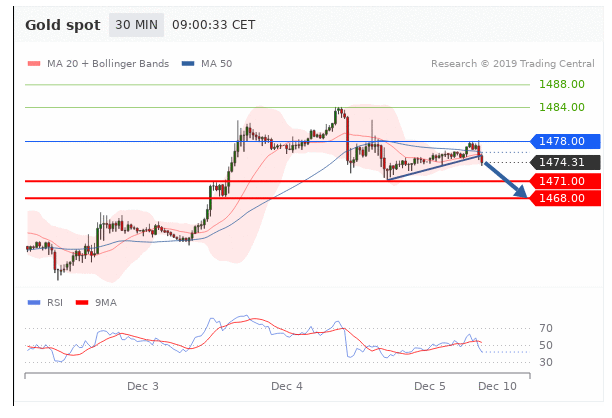 Gold spot 30 MIN 09:00:33 CET
MA 20 + Bollinger Bands MA 50 Research © 2019 Trading Central
1488.00
1484.00
1478.00
1474.31
1471.00
1468.00
RSI 9MA
70
50
30
Dec 3 Dec 4 Dec 5 Dec 10